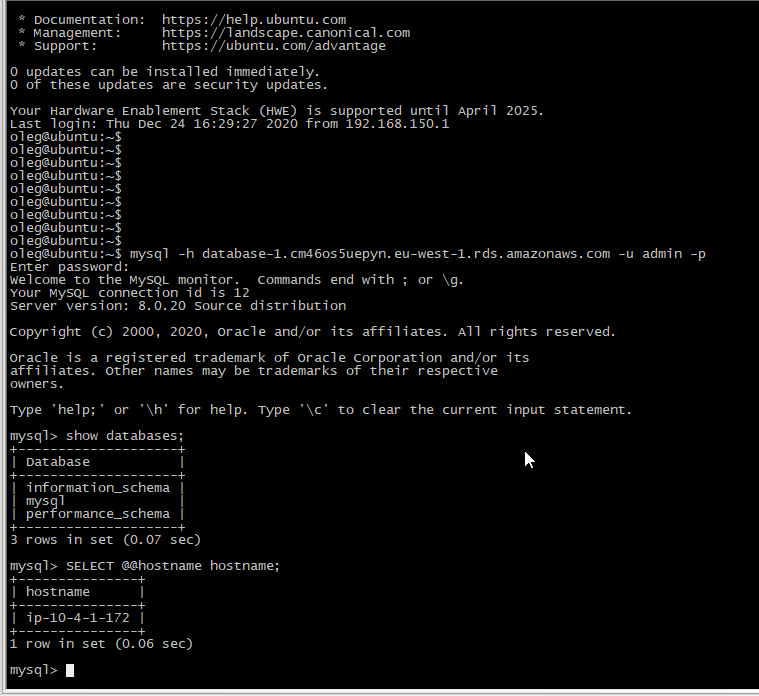 * Documentation:  https://help.ubuntu.com
 * Management:     https://landscape.canonical.com
 * Support:        https://ubuntu.com/advantage
0 updates can be installed immediately.
0 of these updates are security updates.
Your Hardware Enablement Stack (HWE) is supported until April 2025.
Last login: Thu Dec 24 16:29:27 2020 from 192.168.150.1
oleg@ubuntu:~$
oleg@ubuntu:~$
oleg@ubuntu:~$
oleg@ubuntu:~$
oleg@ubuntu:~$
oleg@ubuntu:~$
oleg@ubuntu:~$
oleg@ubuntu:~$
oleg@ubuntu:~$
oleg@ubuntu:~$ mysql -h database-1.cm46os5uepyn.eu-west-1.rds.amazonaws.com -u admin -p
Enter password:
Welcome to the MySQL monitor.  Commands end with ; or \g.
Your MySQL connection id is 12
Server version: 8.0.20 Source distribution
Copyright (c) 2000, 2020, Oracle and/or its affiliates. All rights reserved.
Oracle is a registered trademark of Oracle Corporation and/or its
affiliates. Other names may be trademarks of their respective
owners.
Type 'help;' or '\h' for help. Type '\c' to clear the current input statement.
mysql> show databases;
+--------------------+
| Database           |
+--------------------+
| information_schema |
| mysql              |
| performance_schema |
+--------------------+
3 rows in set (0.07 sec)
mysql> SELECT @@hostname hostname;
+---------------+
| hostname      |
+---------------+
| ip-10-4-1-172 |
+---------------+
1 row in set (0.06 sec)
mysql>